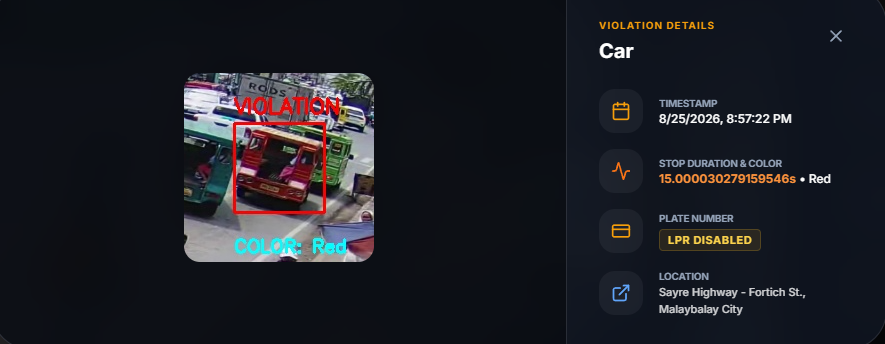 RODS
VIOLATION
COLOR: Red
VIOLATION DETAILS
Car
TIMESTAMP
8/25/2026, 8:57:22 PM
STOP DURATION & COLOR
15.000030279159546s • Red
PLATE NUMBER
LPR DISABLED
LOCATION
Sayre Highway - Fortich St.,
Malaybalay City